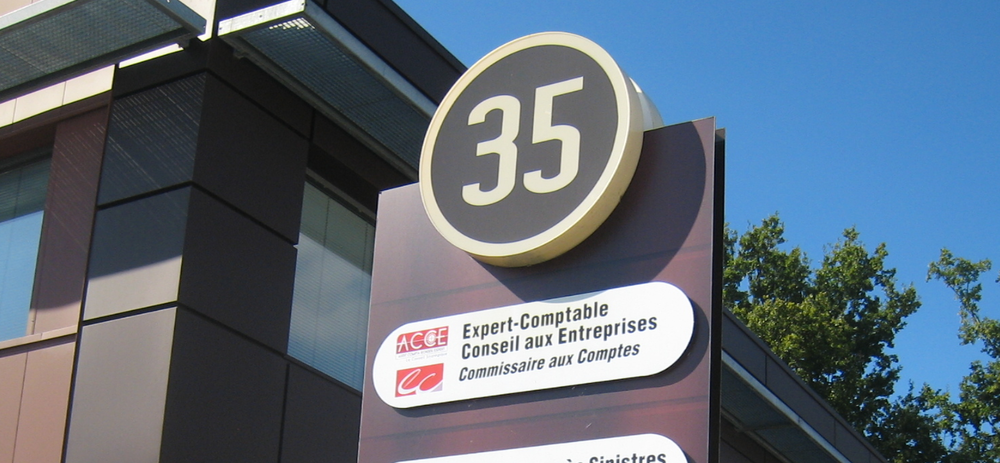 35
ACCE
Expert-Comptable
Conseil aux Entreprises
Commissaire aux Comptes
Sinistres